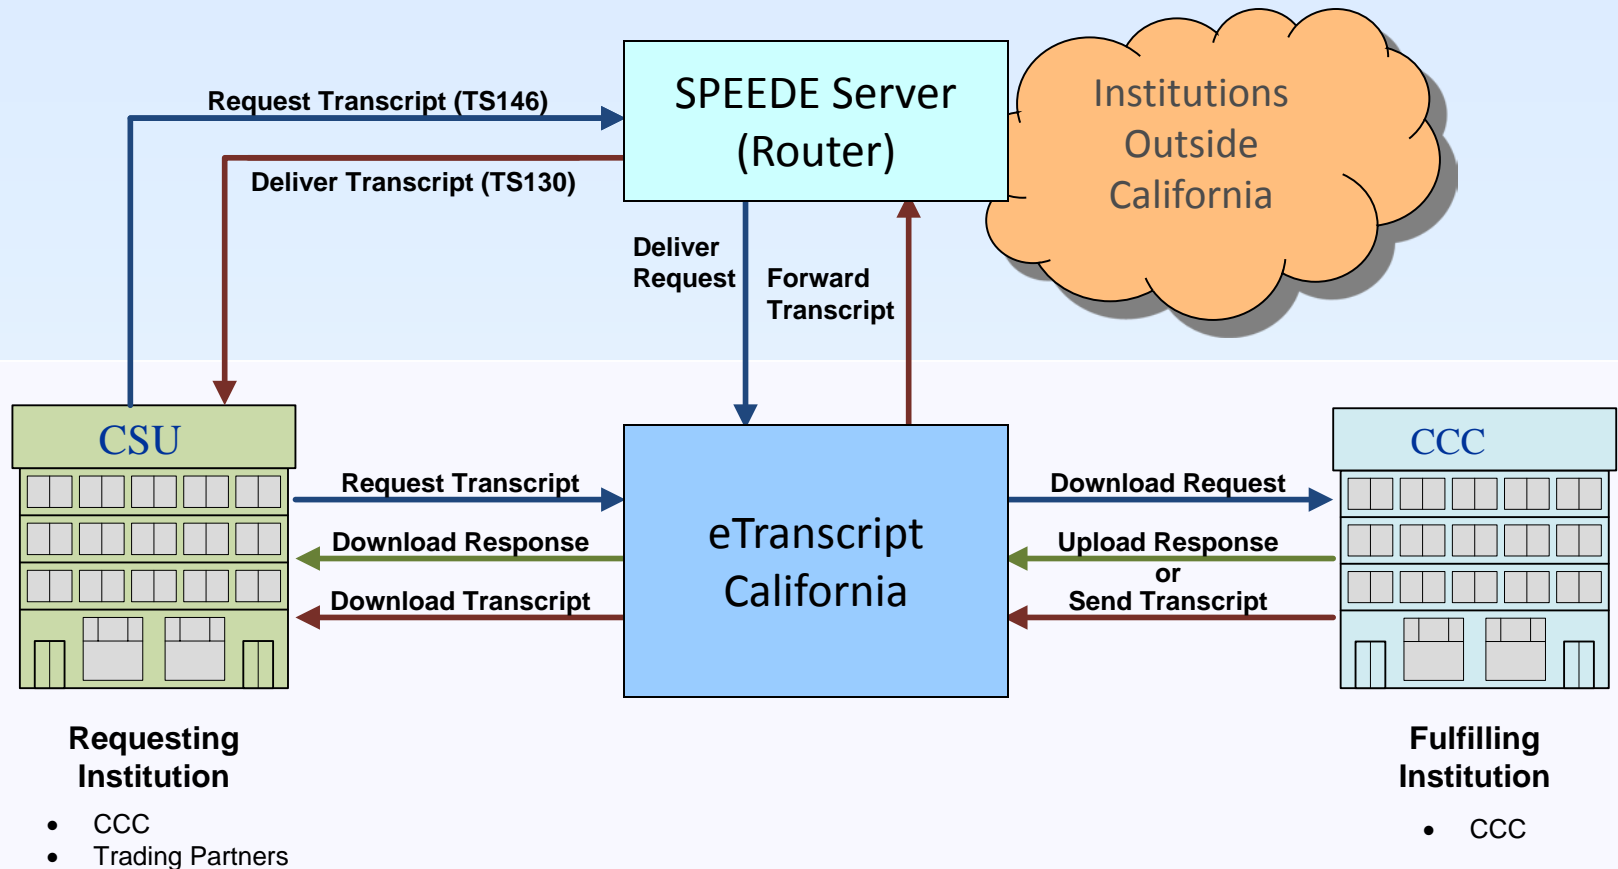 Request Transcript (TS146)
Deliver Transcript (TS130)
SPEEDE Server
(Router)
Institutions
Outside
California
Deliver
Request
Forward
Transcript
CSU
Request Transcript
Download Response
Download Transcript
eTranscript
California
Download Request
Upload Response
or
Send Transcript
CCC
Requesting
Institution
• CCC
• Trading Partners
Fulfilling
Institution
• CCC